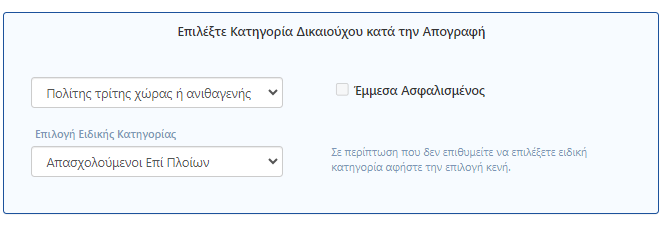 Επιλέξτε Κατηγορία Δικαιούχου κατά την Απογραφή
Πολίτης τρίτης χώρας ή ανιθαγενής
Έμμεσα Ασφαλισμένος
Επιλογή Ειδικής Κατηγορίας
Απασχολούμενοι Επί Πλοίων
Σε περίπτωση που δεν επιθυμείτε να επιλέξετε ειδική
κατηγορία αφήστε την επιλογή κενή.